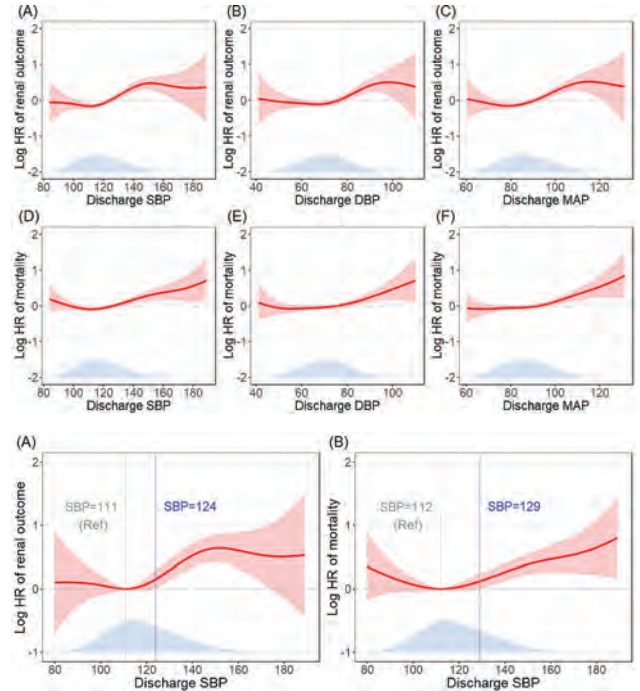 (A)
Log HR of renal outcome
2
1
0
-1
-2
80 100 120 140 160 180
Discharge SBP
(B)
Log HR of renal outcome
2
1
0
-1
-2
40 60 80 100
Discharge DBP
(C)
Log HR of renal outcome
2
1
0
-1
-2
60 80 100 120
Discharge MAP
(D)
Log HR of mortality
2
1
0
-1
-2
80 100 120 140 160 180
Discharge SBP
(E)
Log HR of mortality
2
1
0
-1
-2
40 60 80 100
Discharge DBP
(F)
Log HR of mortality
2
1
0
-1
-2
60 80 100 120
Discharge MAP
(A)
Log HR of renal outcome
2
1
0
-1
SBP=111
(Ref)
SBP=124
60 80 100 120 140 160 180
Discharge SBP
(B)
Log HR of mortality
2
1
0
-1
SBP=112
(Ref)
SBP=129
80 100 120 140 160 180
Discharge SBP